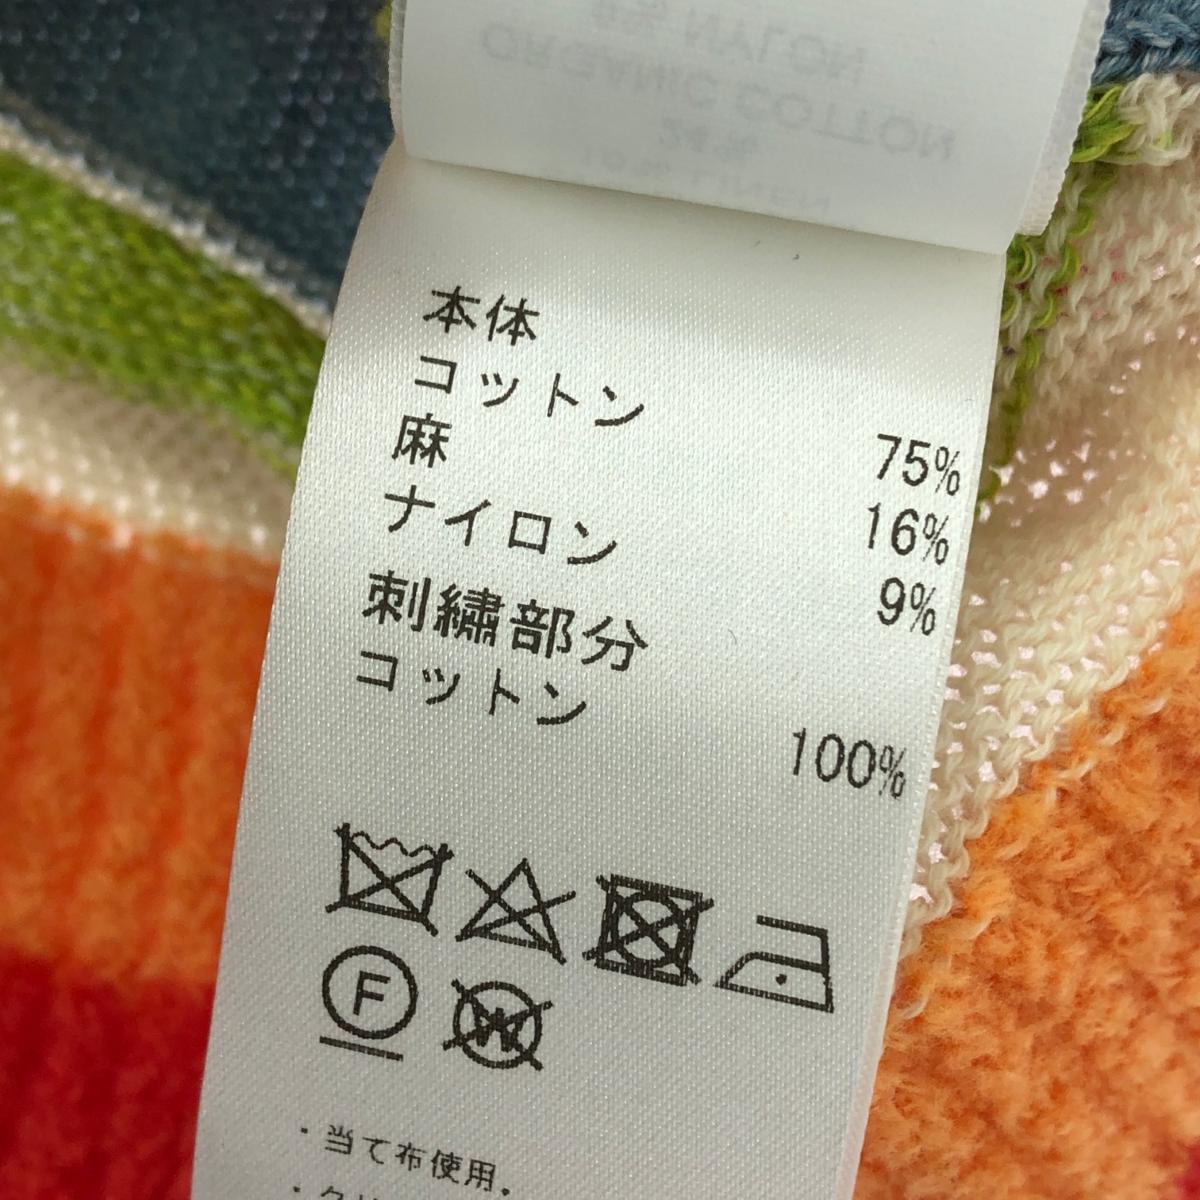 本体
コットン 75%
麻 16%
ナイロン 9%
刺繍部分
コットン 100%
F
W
・当て布使用.